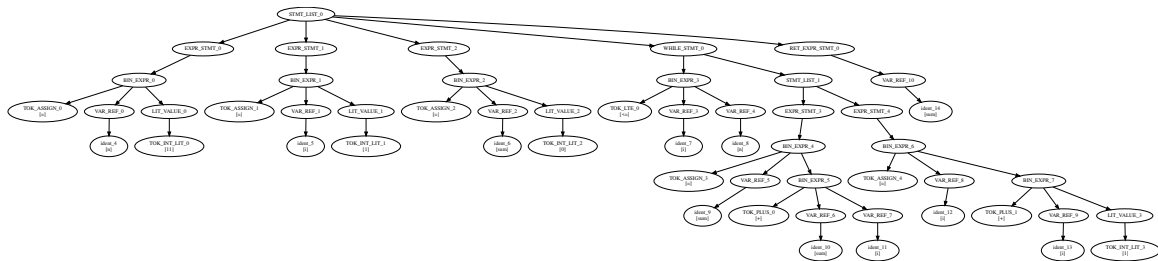 STMT_LIST_0
EXPR_STMT_0
EXPR_STMT_1
EXPR_STMT_2
WHILE_STMT_0
RET_EXPR_STMT_0
BIN_EXPR_0
BIN_EXPR_1
BIN_EXPR_2
BIN_EXPR_3
STMT_LIST_1
VAR_REF_10
TOK_ASSIGN_0
[=]
VAR_REF_0
LIT_VALUE_0
TOK_ASSIGN_1
[=]
VAR_REF_1
LIT_VALUE_1
TOK_ASSIGN_2
[=]
VAR_REF_2
LIT_VALUE_2
TOK_LTE_0
[<=]
VAR_REF_3
VAR_REF_4
EXPR_STMT_3
EXPR_STMT_4
ident_14
[sum]
ident_4
[n]
TOK_INT_LIT_0
[11]
ident_5
[i]
TOK_INT_LIT_1
[1]
ident_6
[sum]
TOK_INT_LIT_2
[0]
ident_7
[i]
ident_8
[n]
BIN_EXPR_4
BIN_EXPR_6
TOK_ASSIGN_3
[=]
VAR_REF_5
BIN_EXPR_5
TOK_ASSIGN_4
[=]
VAR_REF_8
BIN_EXPR_7
ident_9
[sum]
TOK_PLUS_0
[+]
VAR_REF_6
VAR_REF_7
ident_12
[i]
TOK_PLUS_1
[+]
VAR_REF_9
LIT_VALUE_3
ident_10
[sum]
ident_11
[i]
ident_13
[i]
TOK_INT_LIT_3
[1]